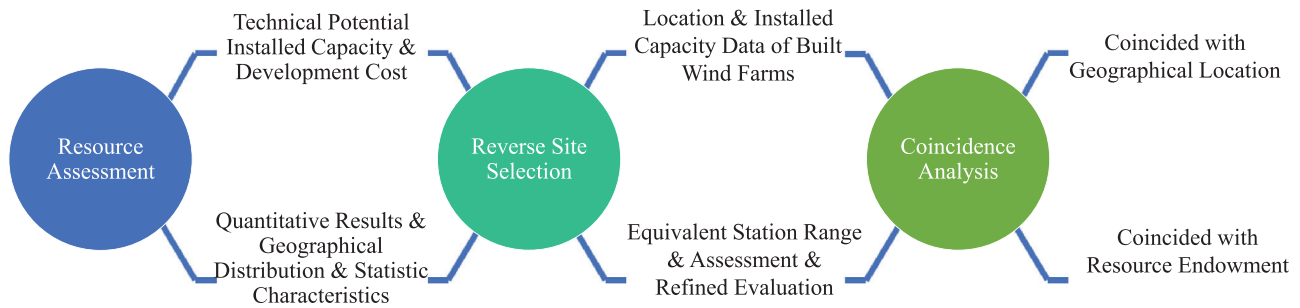 Resource
Assessment
Technical Potential
Installed Capacity &
Development Cost
Quantitative Results &
Geographical
Distribution & Statistic
Characteristics
Reverse Site
Selection
Location & Installed
Capacity Data of Built
Wind Farms
Equivalent Station Range
& Assessment &
Refined Evaluation
Coincidence
Analysis
Coincided with
Geographical Location
Coincided with
Resource Endowment